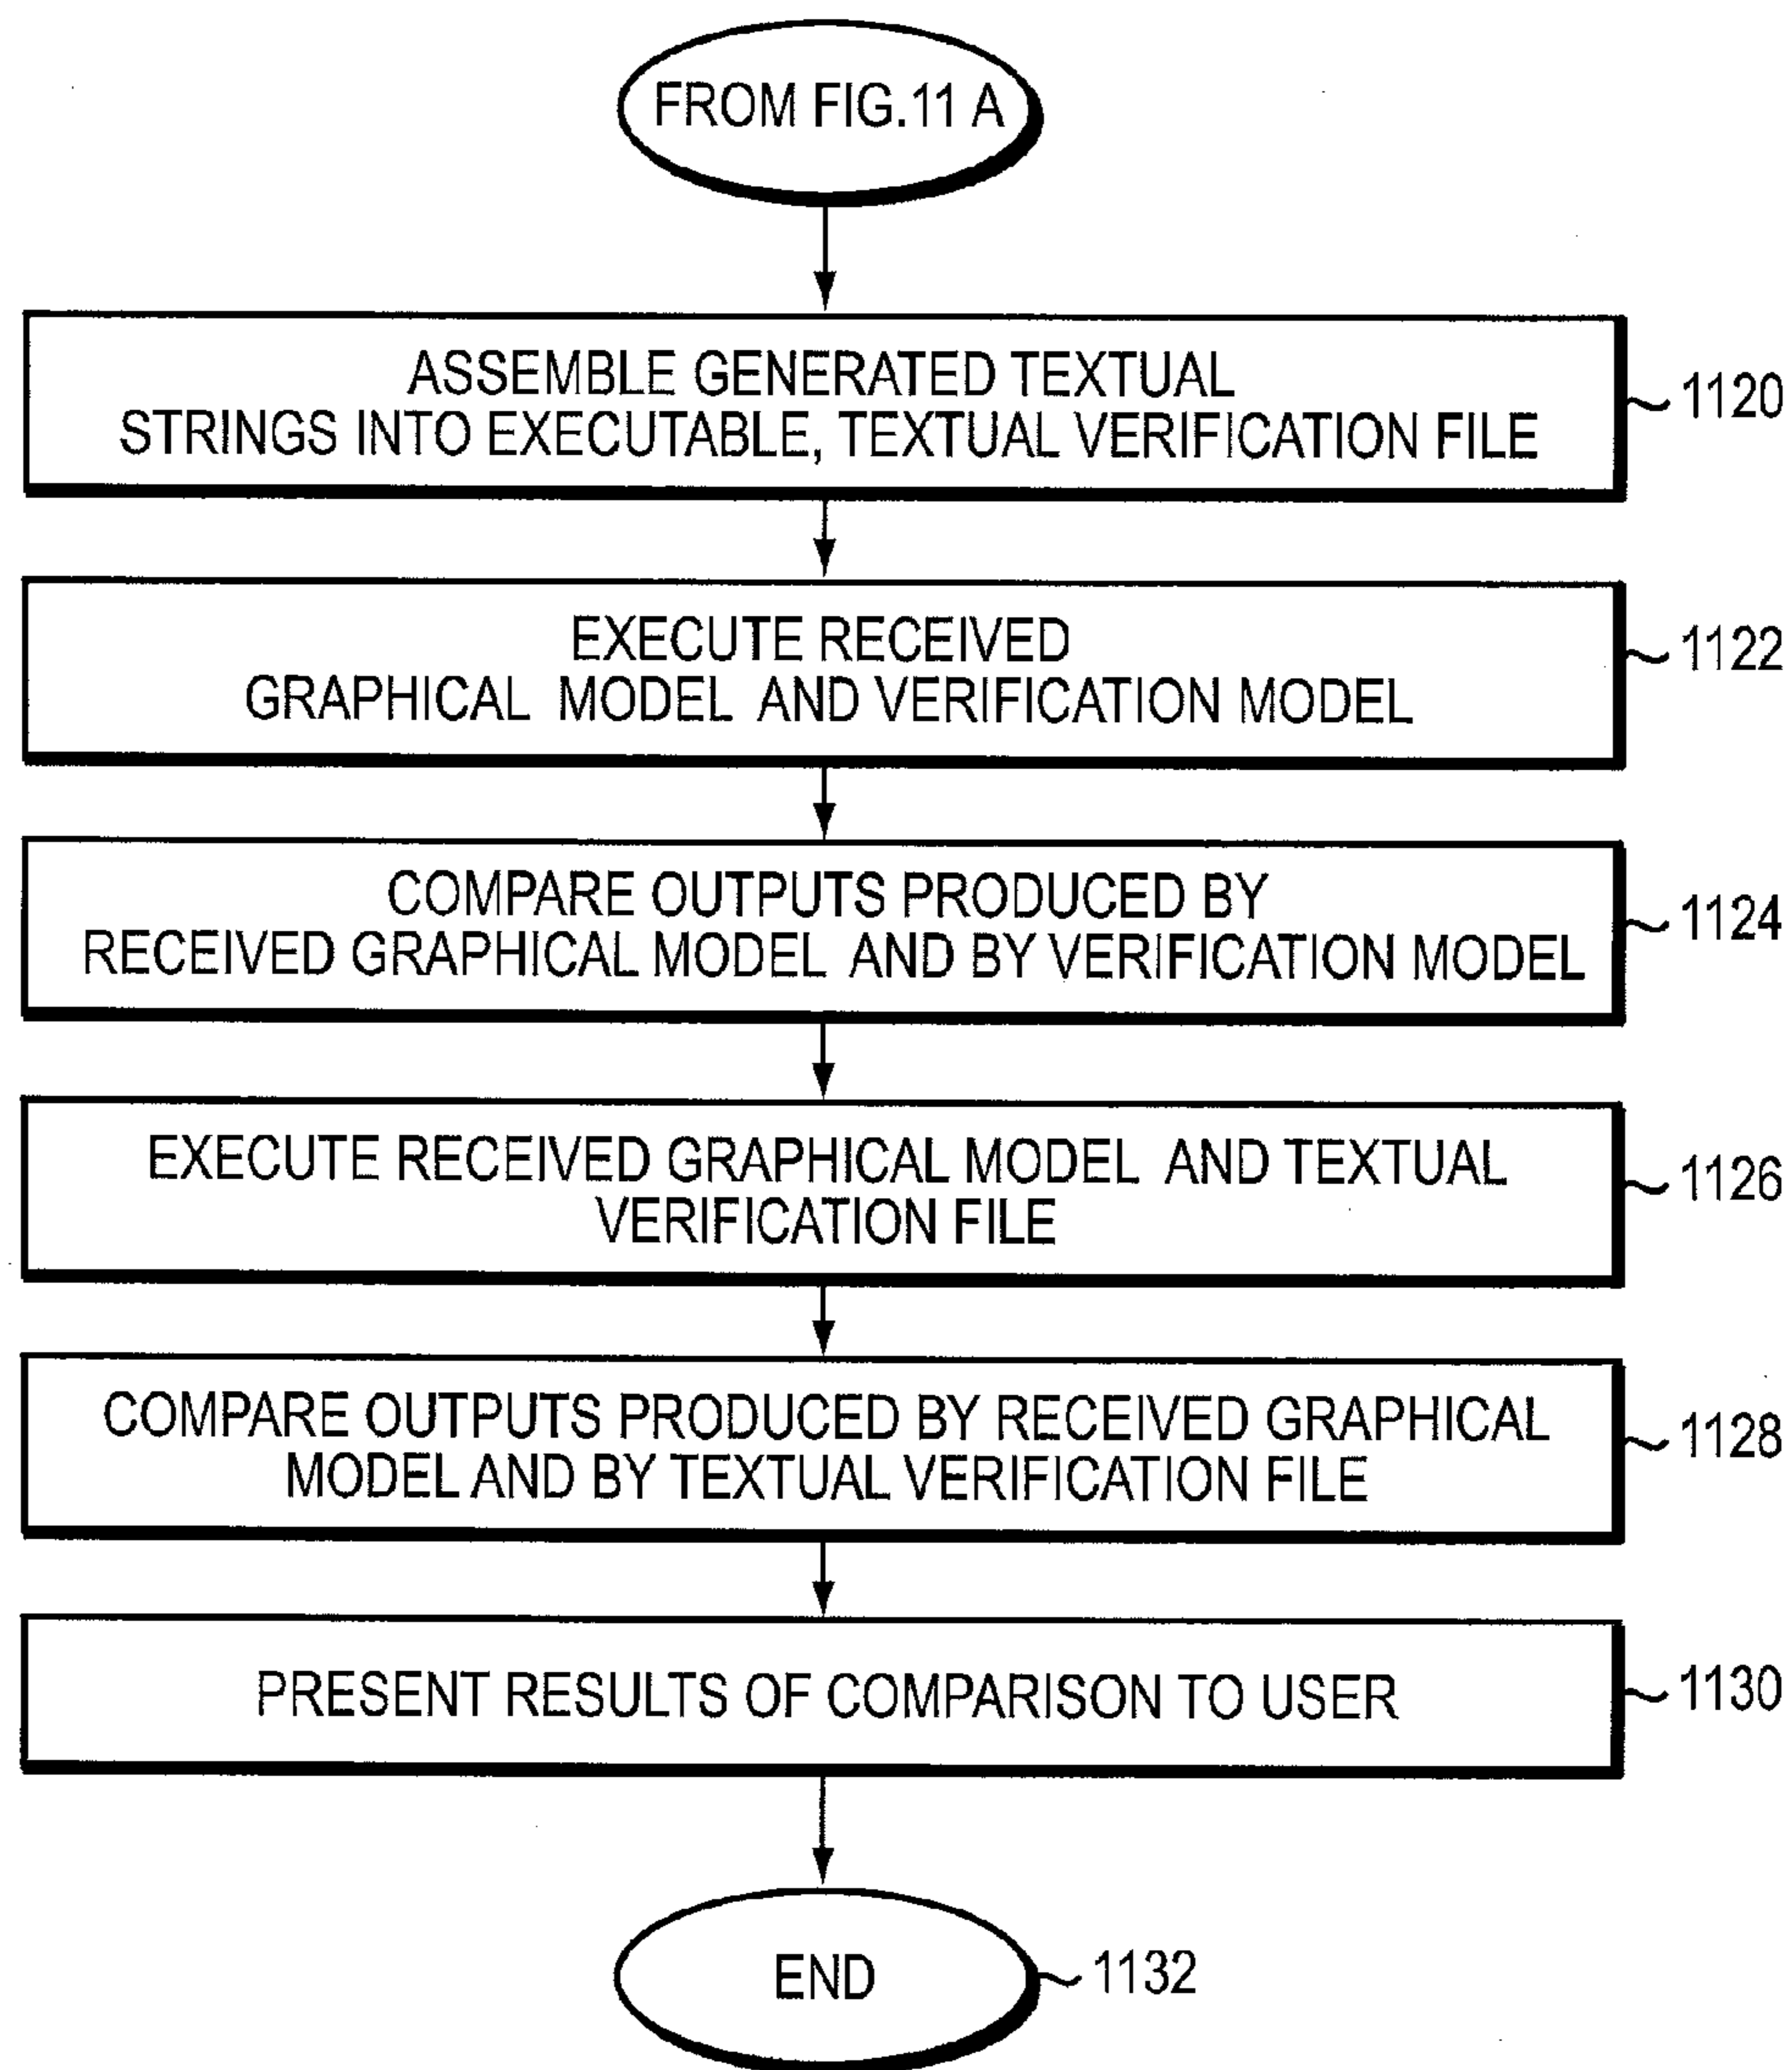 FROM FIG.11 A
ASSEMBLE GENERATED TEXTUAL
STRINGS INTO EXECUTABLE, TEXTUAL VERIFICATION FILE
1120
EXECUTE RECEIVED
GRAPHICAL MODEL AND VERIFICATION MODEL
1122
COMPARE OUTPUTS PRODUCED BY
RECEIVED GRAPHICAL MODEL AND BY VERIFICATION MODEL
1124
EXECUTE RECEIVED GRAPHICAL MODEL AND TEXTUAL
VERIFICATION FILE
1126
COMPARE OUTPUTS PRODUCED BY RECEIVED GRAPHICAL
MODEL AND BY TEXTUAL VERIFICATION FILE
1128
PRESENT RESULTS OF COMPARISON TO USER
1130
END
1132